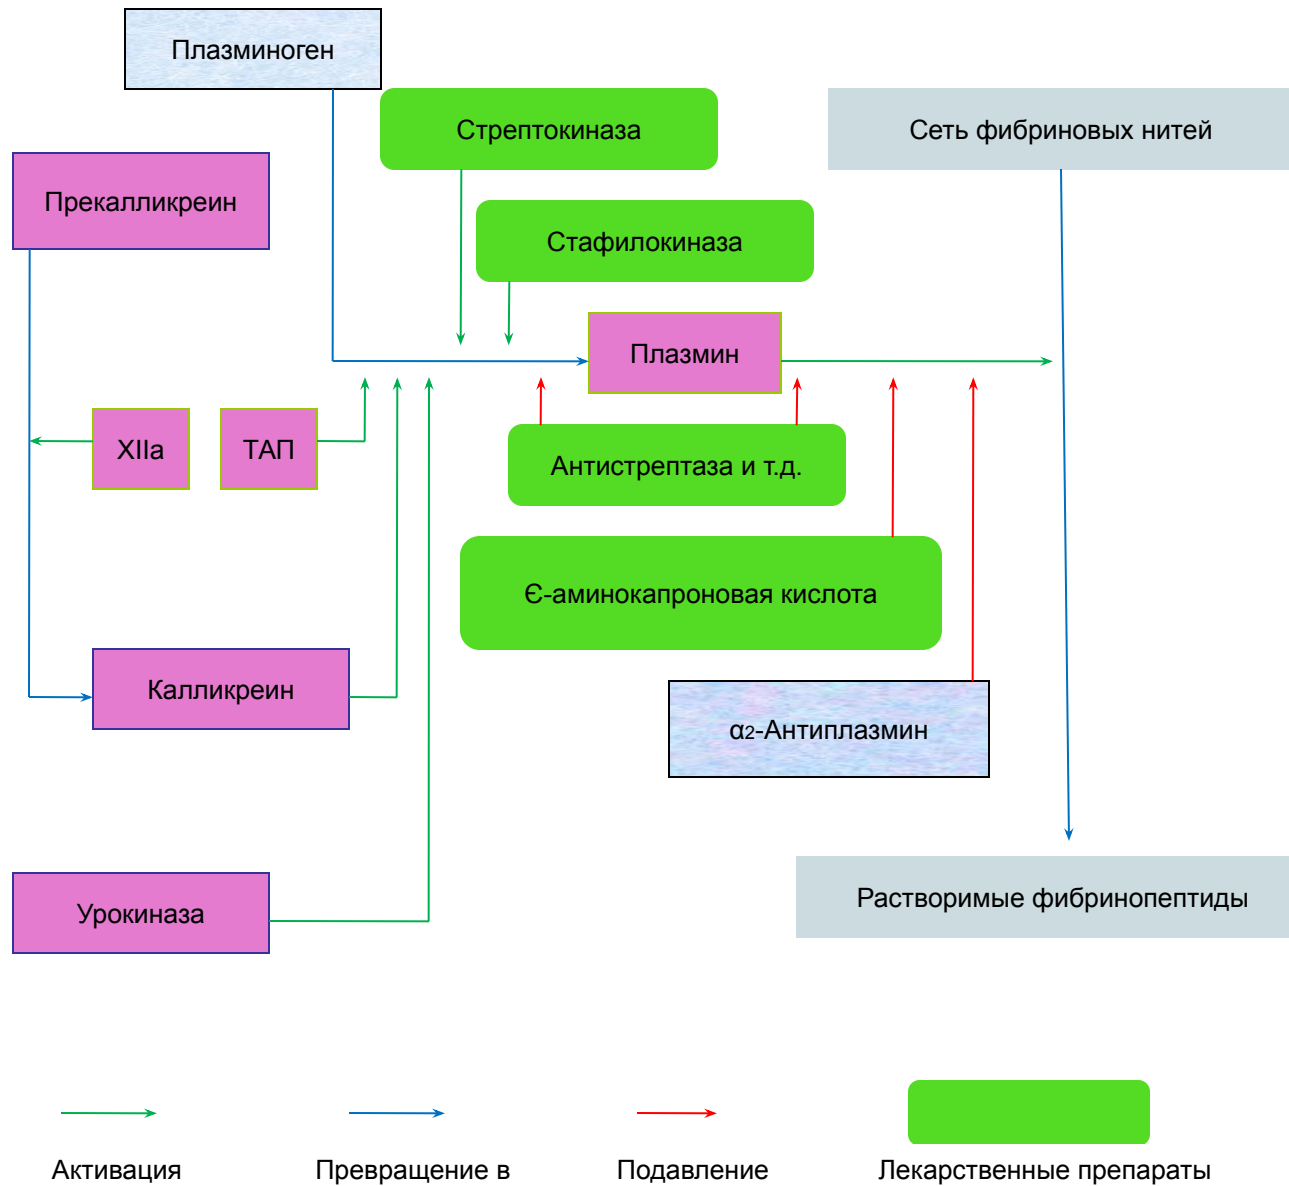 Плазминоген
Стрептокиназа
Сеть фибриновых нитей
Прекалликреин
Стафилокиназа
Плазмин
XIIa
ТАП
Антистрептаза и т.д.
Є-аминокапроновая кислота
Калликреин
α2-Антиплазмин
Урокиназа
Растворимые фибринопептиды
Активация
Превращение в
Подавление
Лекарственные препараты